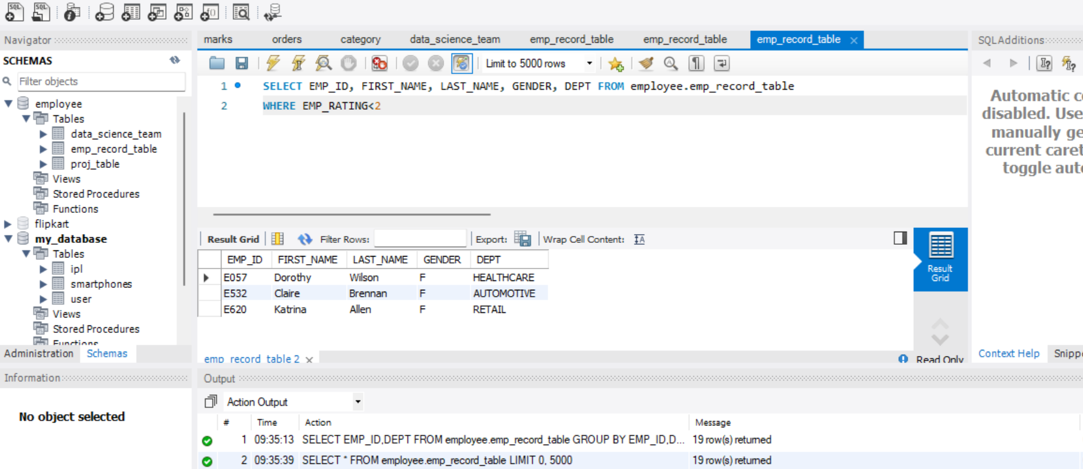 Navigator
marks orders category data_science_team emp_record_table emp_record_table emp_record_table
SQLAdditions
SCHEMAS
Filter objects
Limit to 5000 rows
employee
Tables
data_science_team
emp_record_table
proj_table
Views
Stored Procedures
Functions
flipkart
my_database
Tables
ipl
smartphones
user
Views
Stored Procedures
Functions
Administration Schemas
1 SELECT EMP_ID, FIRST_NAME, LAST_NAME, GENDER, DEPT FROM employee.emp_record_table
2 WHERE EMP_RATING<2
Automatic c
disabled. Use
manually ge
current caret
toggle aut
Result Grid Filter Rows: Export: Wrap Cell Content:
EMP_ID FIRST_NAME LAST_NAME GENDER DEPT
E057 Dorothy Wilson F HEALTHCARE
E532 Claire Brennan F AUTOMOTIVE
E620 Katrina Allen F RETAIL
Result
Grid
emp_record_table 2
Read Only
Context Help Snipp
Information
No object selected
Output
Action Output
# Time Action Message
1 09:35:13 SELECT EMP_ID,DEPT FROM employee.emp_record_table GROUP BY EMP_ID,D... 19 row(s) returned
2 09:35:39 SELECT * FROM employee.emp_record_table LIMIT 0, 5000 19 row(s) returned